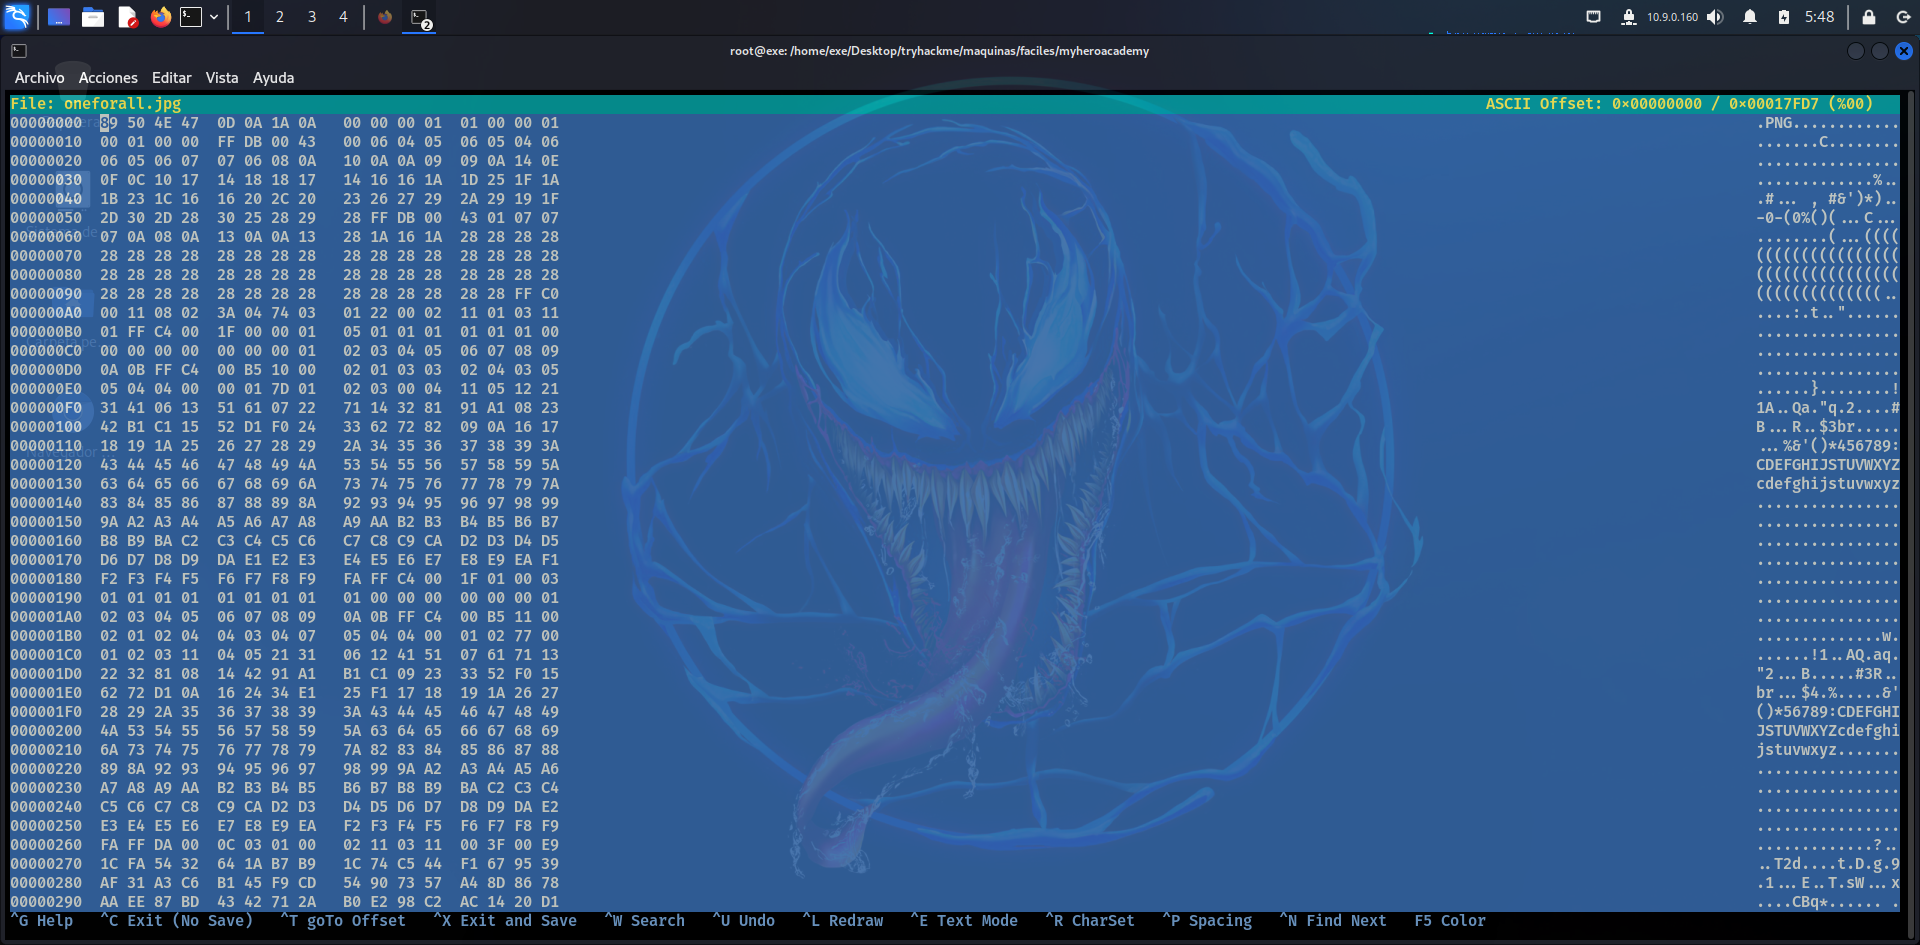 1 2 3 4 2 10.9.0.160 5:48
root@exe: /home/exe/Desktop/tryhackme/maquinas/faciles/myheroacademy
Archivo Acciones Editar Vista Ayuda
File: oneforall.jpg ASCII Offset: 0×00000000 / 0×00017FD7 (%00)
00000000 89 50 4E 47 0D 0A 1A 0A 00 00 00 01 01 00 00 01 .PNG............
00000010 00 01 00 00 FF DB 00 43 00 06 04 05 06 05 04 06 .......C........
00000020 06 05 06 07 07 06 08 0A 10 0A 0A 09 09 0A 14 0E ................
00000030 0F 0C 10 17 14 18 18 17 14 16 16 1A 1D 25 1F 1A .............%..
00000040 1B 23 1C 16 16 20 2C 20 23 26 27 29 2A 29 19 1F .#... , #&')*)..
00000050 2D 30 2D 28 30 25 28 29 28 FF DB 00 43 01 07 07 -0-(0%()(...C...
00000060 07 0A 08 0A 13 0A 0A 13 28 1A 16 1A 28 28 28 28 ........(...((((
00000070 28 28 28 28 28 28 28 28 28 28 28 28 28 28 28 28 ((((((((((((((((
00000080 28 28 28 28 28 28 28 28 28 28 28 28 28 28 28 28 ((((((((((((((((
00000090 28 28 28 28 28 28 28 28 28 28 28 28 28 28 FF C0 ((((((((((((((..
000000A0 00 11 08 02 3A 04 74 03 01 22 00 02 11 01 03 11 ....:.t.."......
000000B0 01 FF C4 00 1F 00 00 01 05 01 01 01 01 01 01 00 ................
000000C0 00 00 00 00 00 00 00 01 02 03 04 05 06 07 08 09 ................
000000D0 0A 0B FF C4 00 B5 10 00 02 01 03 03 02 04 03 05 ................
000000E0 05 04 04 00 00 01 7D 01 02 03 00 04 11 05 12 21 ......}........!
000000F0 31 41 06 13 51 61 07 22 71 14 32 81 91 A1 08 23 1A..Qa."q.2....#
00000100 42 B1 C1 15 52 D1 F0 24 33 62 72 82 09 0A 16 17 B...R..$3br.....
00000110 18 19 1A 25 26 27 28 29 2A 34 35 36 37 38 39 3A ...%&'()*456789:
00000120 43 44 45 46 47 48 49 4A 53 54 55 56 57 58 59 5A CDEFGHIJSTUVWXYZ
00000130 63 64 65 66 67 68 69 6A 73 74 75 76 77 78 79 7A cdefghijstuvwxyz
00000140 83 84 85 86 87 88 89 8A 92 93 94 95 96 97 98 99 ................
00000150 9A A2 A3 A4 A5 A6 A7 A8 A9 AA B2 B3 B4 B5 B6 B7 ................
00000160 B8 B9 BA C2 C3 C4 C5 C6 C7 C8 C9 CA D2 D3 D4 D5 ................
00000170 D6 D7 D8 D9 DA E1 E2 E3 E4 E5 E6 E7 E8 E9 EA F1 ................
00000180 F2 F3 F4 F5 F6 F7 F8 F9 FA FF C4 00 1F 01 00 03 ................
00000190 01 01 01 01 01 01 01 01 01 00 00 00 00 00 00 01 ................
000001A0 02 03 04 05 06 07 08 09 0A 0B FF C4 00 B5 11 00 ................
000001B0 02 01 02 04 04 03 04 07 05 04 04 00 01 02 77 00 ..............w.
000001C0 01 02 03 11 04 05 21 31 06 12 41 51 07 61 71 13 ......!1..AQ.aq.
000001D0 22 32 81 08 14 42 91 A1 B1 C1 09 23 33 52 F0 15 "2...B.....#3R..
000001E0 62 72 D1 0A 16 24 34 E1 25 F1 17 18 19 1A 26 27 br...$4.%.....&'
000001F0 28 29 2A 35 36 37 38 39 3A 43 44 45 46 47 48 49 ()*56789:CDEFGHI
00000200 4A 53 54 55 56 57 58 59 5A 63 64 65 66 67 68 69 JSTUVWXYZcdefghi
00000210 6A 73 74 75 76 77 78 79 7A 82 83 84 85 86 87 88 jstuvwxyz.......
00000220 89 8A 92 93 94 95 96 97 98 99 9A A2 A3 A4 A5 A6 ................
00000230 A7 A8 A9 AA B2 B3 B4 B5 B6 B7 B8 B9 BA C2 C3 C4 ................
00000240 C5 C6 C7 C8 C9 CA D2 D3 D4 D5 D6 D7 D8 D9 DA E2 ................
00000250 E3 E4 E5 E6 E7 E8 E9 EA F2 F3 F4 F5 F6 F7 F8 F9 ................
00000260 FA FF DA 00 0C 03 01 00 02 11 03 11 00 3F 00 E9 .............?..
00000270 1C FA 54 32 64 1A B7 B9 1C 74 C5 44 F1 67 95 39 ..T2d....t.D.g.9
00000280 AF 31 A3 C6 B1 45 F9 CD 54 90 73 57 A4 8D 86 78 .1...E..T.sW...x
00000290 AA EE 87 BD 43 42 71 2A B0 E2 98 C2 AC 14 20 D1 ....CBq*...... .
^G Help ^C Exit (No Save) ^T goTo Offset ^X Exit and Save ^W Search ^U Undo ^L Redraw ^E Text Mode ^R CharSet ^P Spacing ^N Find Next F5 Color